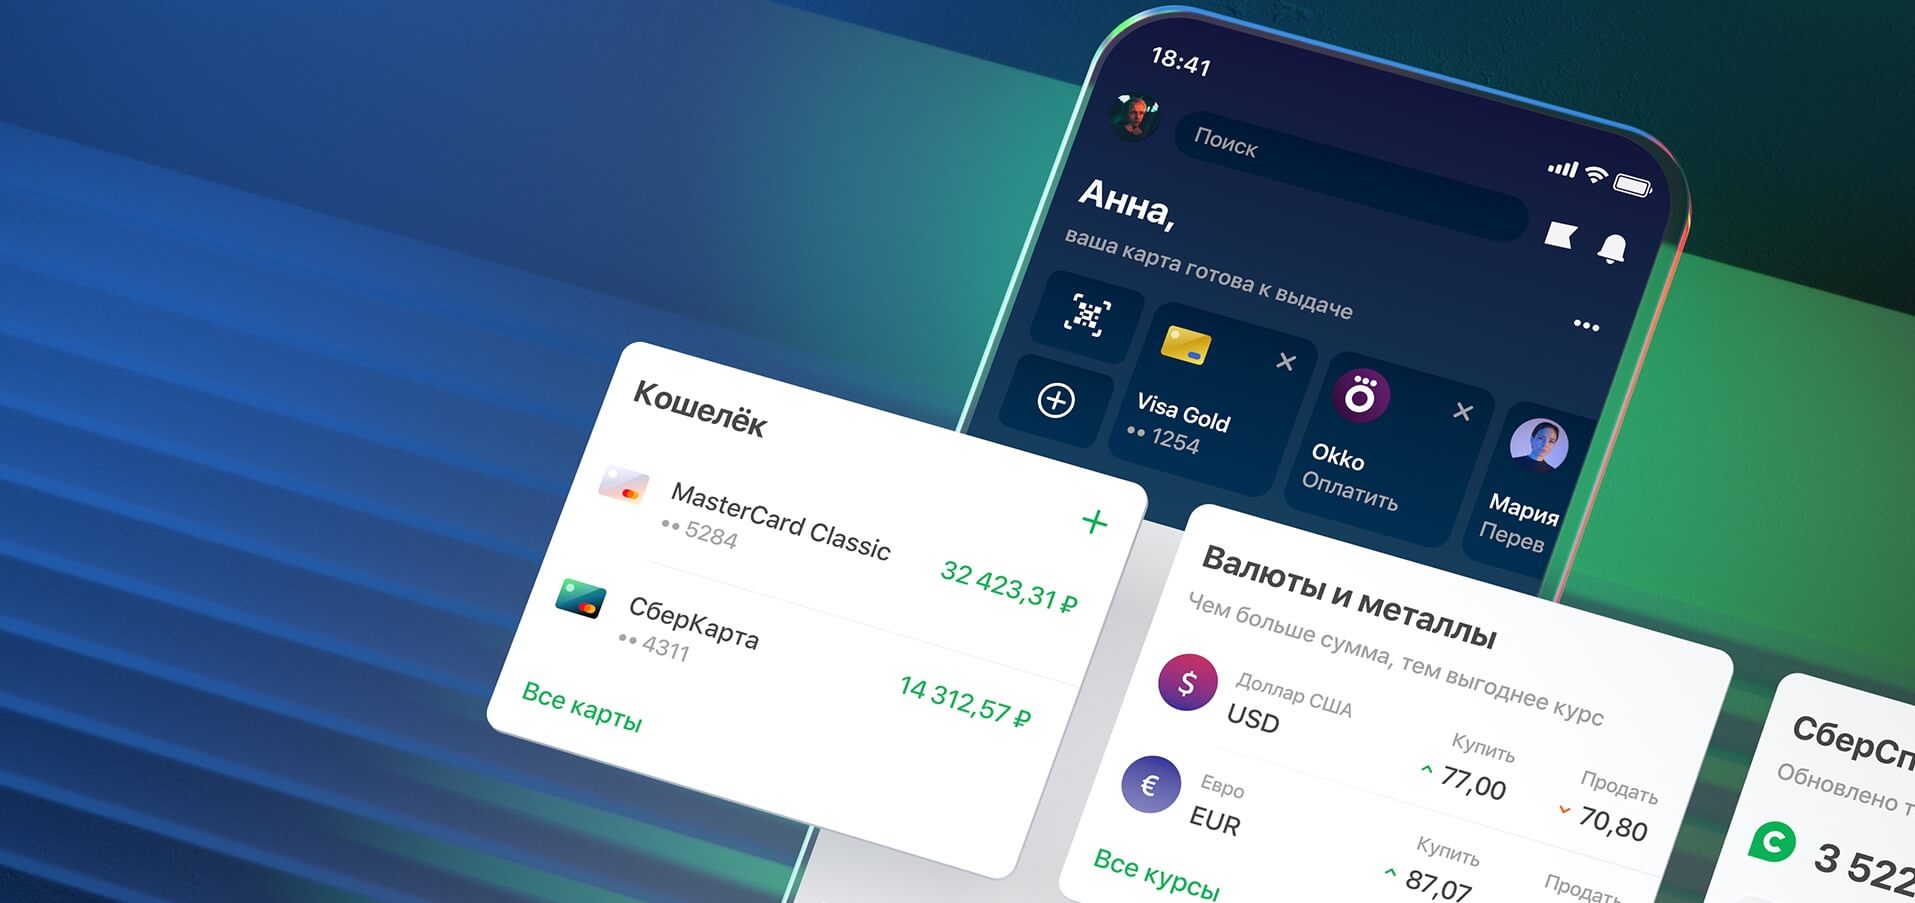 18:41
Поиск
Анна,
ваша карта готова к выдаче
Visa Gold
•• 1254
Okko
Оплатить
Мария
Перев
Кошелёк
MasterCard Classic
•• 5284
32 423,31 ₽
СберКарта
•• 4311
14 312,57 ₽
Все карты
Валюты и металлы
Чем больше сумма, тем выгоднее курс
$
Доллар США
USD
Купить
77,00
Продать
70,80
€
Евро
EUR
Купить
87,07
Продать
Все курсы
СберСп
Обновлено т
3 522